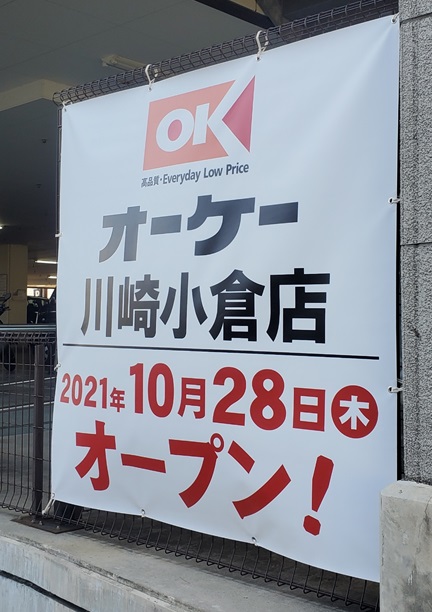 OK
高品質・Everyday Low Price
オーケー
川崎小倉店
2021年10月28日木
オープン!